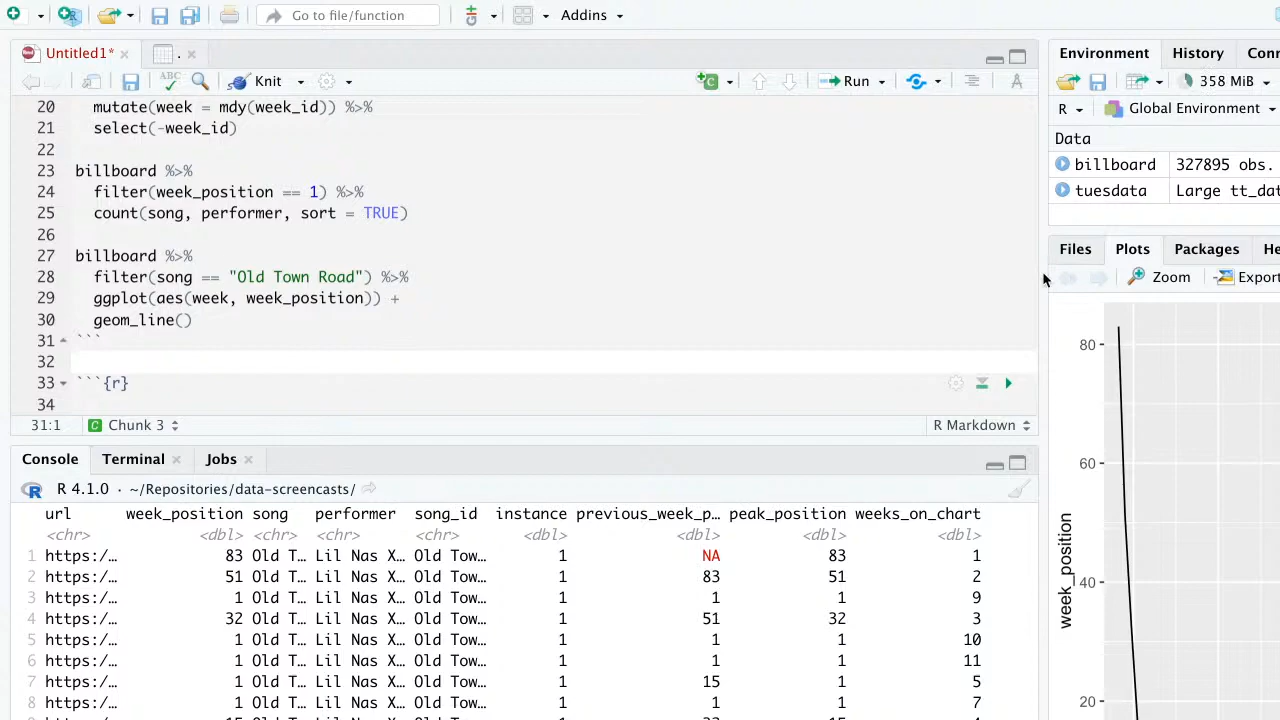 Go to file/function
Addins
Untitled1*
.
ABC
Knit
Run
20 mutate(week = mdy(week_id)) %>%
21 select(-week_id)
22
23 billboard %>%
24 filter(week_position == 1) %>%
25 count(song, performer, sort = TRUE)
26
27 billboard %>%
28 filter(song == "Old Town Road") %>%
29 ggplot(aes(week, week_position)) +
30 geom_line()
31 ```
32
33 ```{r}
34
31:1 Chunk 3 R Markdown
Console Terminal Jobs
R 4.1.0 · ~/Repositories/data-screencasts/
url week_position song performer song_id instance previous_week_p… peak_position weeks_on_chart
<chr> <dbl> <chr> <chr> <chr> <dbl> <dbl> <dbl> <dbl>
1 https:/… 83 Old T… Lil Nas X… Old Tow… 1 NA 83 1
2 https:/… 51 Old T… Lil Nas X… Old Tow… 1 83 51 2
3 https:/… 1 Old T… Lil Nas X… Old Tow… 1 1 1 9
4 https:/… 32 Old T… Lil Nas X… Old Tow… 1 51 32 3
5 https:/… 1 Old T… Lil Nas X… Old Tow… 1 1 1 10
6 https:/… 1 Old T… Lil Nas X… Old Tow… 1 1 1 11
7 https:/… 1 Old T… Lil Nas X… Old Tow… 1 15 1 5
8 https:/… 1 Old T… Lil Nas X… Old Tow… 1 1 1 7
Environment History Con
358 MiB
R Global Environment
Data
billboard 327895 obs.
tuesdata Large tt_da
Files Plots Packages He
Zoom Export
80
60
40
20
week_position